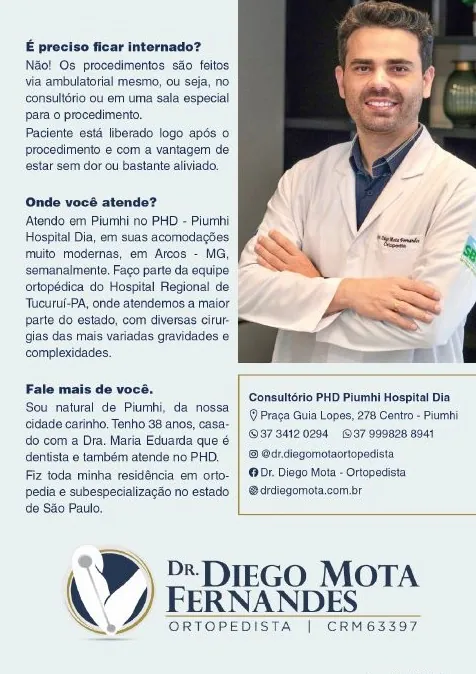 É preciso ficar internado?
Não! Os procedimentos são feitos
via ambulatorial mesmo, ou seja, no
consultório ou em uma sala especial
para o procedimento.
Paciente está liberado logo após o
procedimento e com a vantagem de
estar sem dor ou bastante aliviado.
Onde você atende?
Atendo em Piumhi no PHD - Piumhi
Hospital Dia, em suas acomodações
muito modernas, em Arcos - MG,
semanalmente. Faço parte da equipe
ortopédica do Hospital Regional de
Tucuruí-PA, onde atendemos a maior
parte do estado, com diversas cirur-
gias das mais variadas gravidades e
complexidades.
Fale mais de você.
Sou natural de Piumhi, da nossa
cidade carinho. Tenho 38 anos, casa-
do com a Dra. Maria Eduarda que é
dentista e também atende no PHD.
Fiz toda minha residência em orto-
pedia e subespecialização no estado
de São Paulo.
Dr. Diego Mota Fernandes
Ortopedista
Consultório PHD Piumhi Hospital Dia
Praça Guia Lopes, 278 Centro - Piumhi
37 3412 0294 37 999828 8941
@dr.diegomotaortopedista
Dr. Diego Mota - Ortopedista
drdiegomota.com.br
DR. DIEGO MOTA
FERNANDES
ORTOPEDISTA | CRM63397